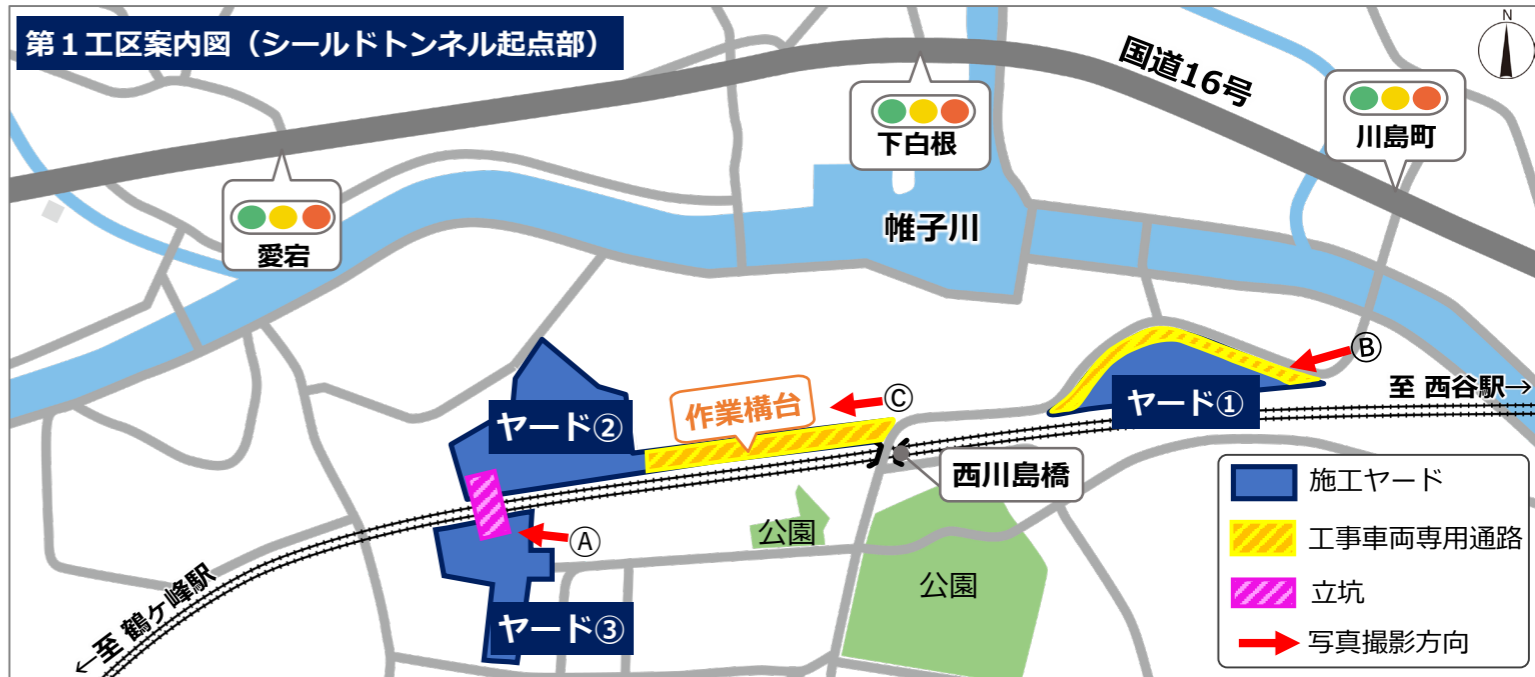 第１工区案内図（シールドトンネル起点部）
N
国道16号
下白根
川島町
愛宕
帷子川
Ⓑ
至 西谷駅→
ヤード①
Ⓒ
作業構台
ヤード②
西川島橋
公園
Ⓐ
公園
ヤード③
←至 鶴ヶ峰駅
施工ヤード
工事車両専用通路
立坑
写真撮影方向